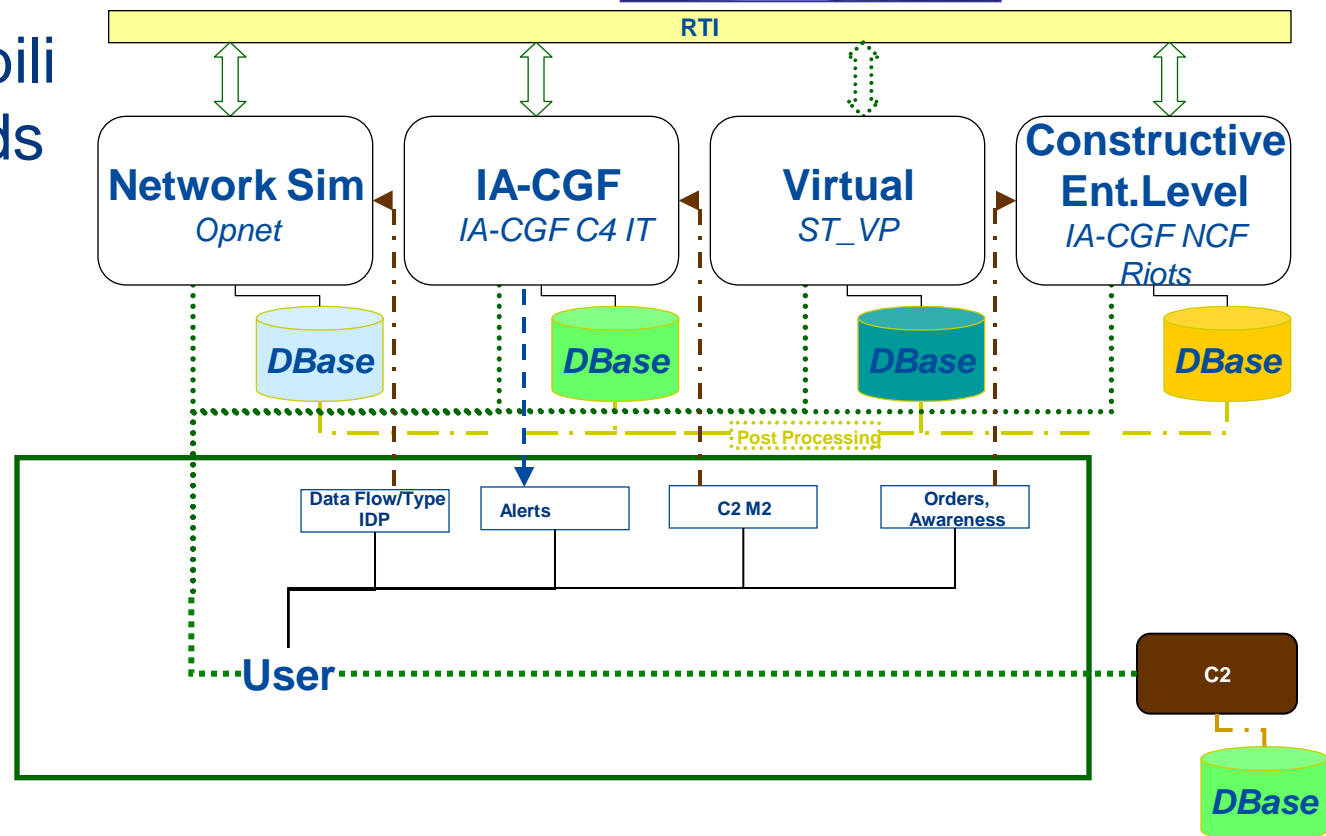 RTI
Network Sim
Opnet
IA-CGF
IA-CGF C4 IT
Virtual
ST_VP
Constructive
Ent.Level
IA-CGF NCF
Riots
DBase
DBase
DBase
DBase
Post Processing
Data Flow/Type
IDP
Alerts
C2 M2
Orders,
Awareness
User
C2
DBase